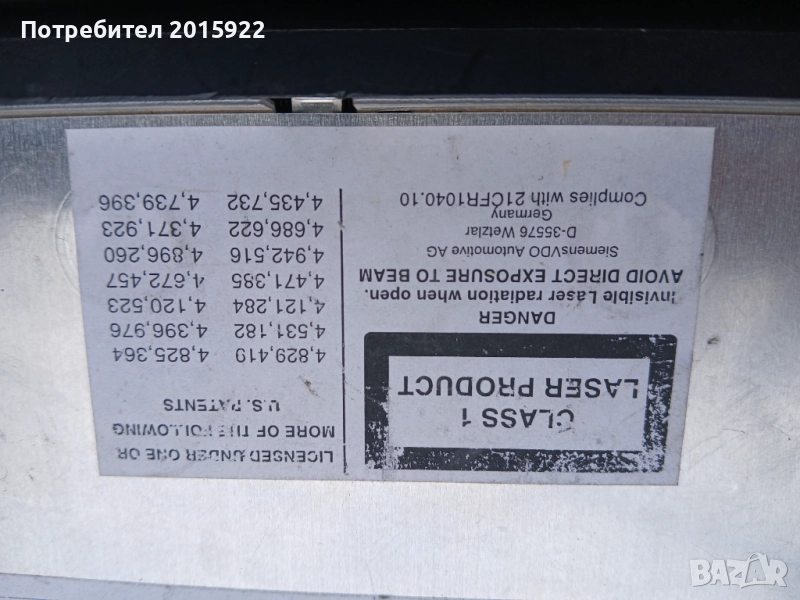 Потребител 2015922
CLASS 1
LASER PRODUCT
DANGER
Invisible Laser radiation when open.
AVOID DIRECT EXPOSURE TO BEAM
SiemensVDO Automotive AG
D-35576 Wetzlar
Germany
Complies with 21CFR1040.10
LICENSED UNDER ONE OR
MORE OF THE FOLLOWING
U.S. PATENTS
4,829,419 4,825,364
4,531,182 4,396,976
4,121,284 4,120,523
4,471,385 4,672,457
4,942,516 4,896,260
4,686,622 4,371,923
4,435,732 4,739,396
BAZAR